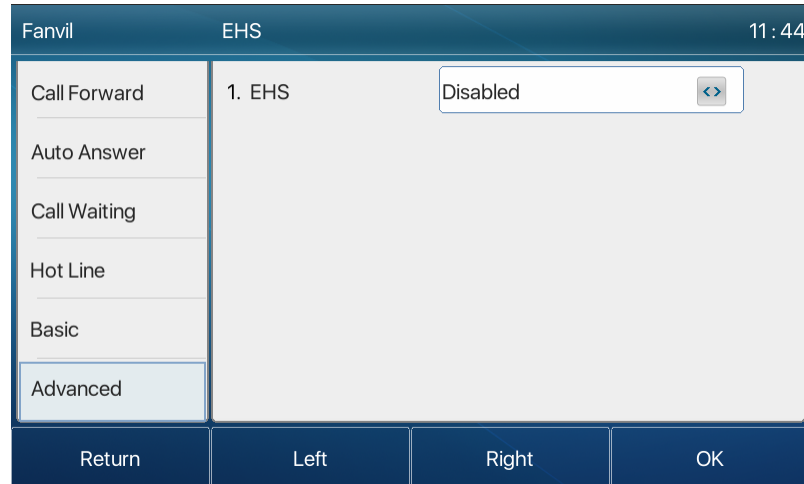 Fanvil EHS 11:44
Call Forward
Auto Answer
Call Waiting
Hot Line
Basic
Advanced
1. EHS Disabled
Return Left Right OK